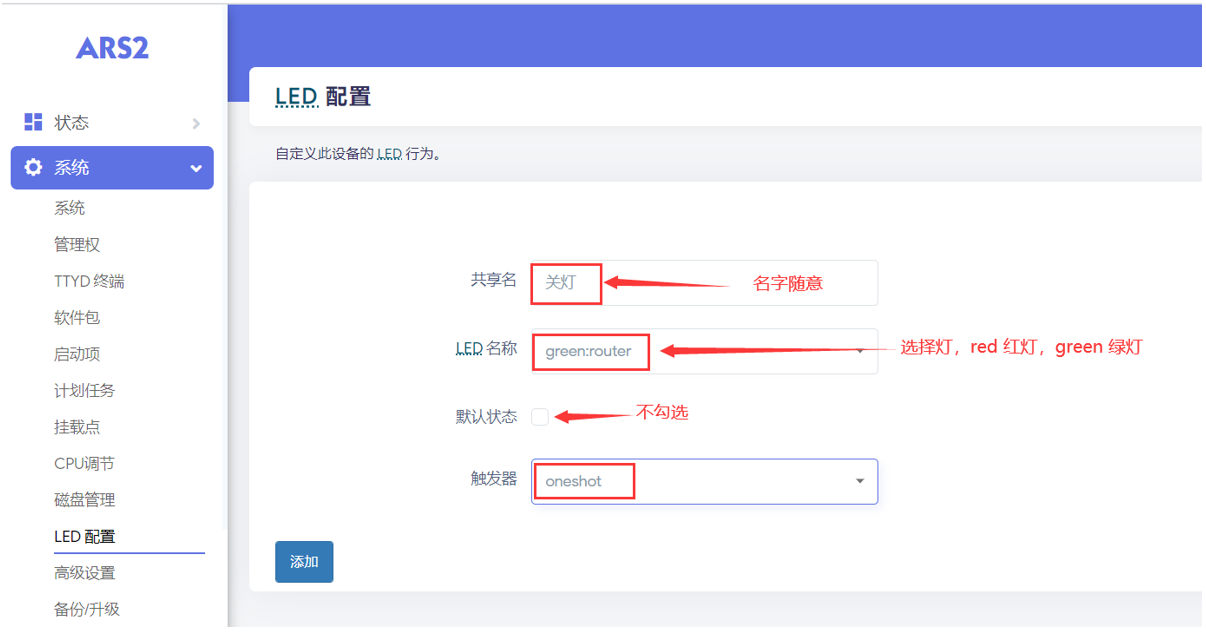 ARS2
状态
系统
系统
管理权
TTYD 终端
软件包
启动项
计划任务
挂载点
CPU调节
磁盘管理
LED 配置
高级设置
备份/升级
LED 配置
自定义此设备的 LED 行为。
共享名 关灯 名字随意
LED 名称 green:router 选择灯，red 红灯，green 绿灯
默认状态 不勾选
触发器 oneshot
添加